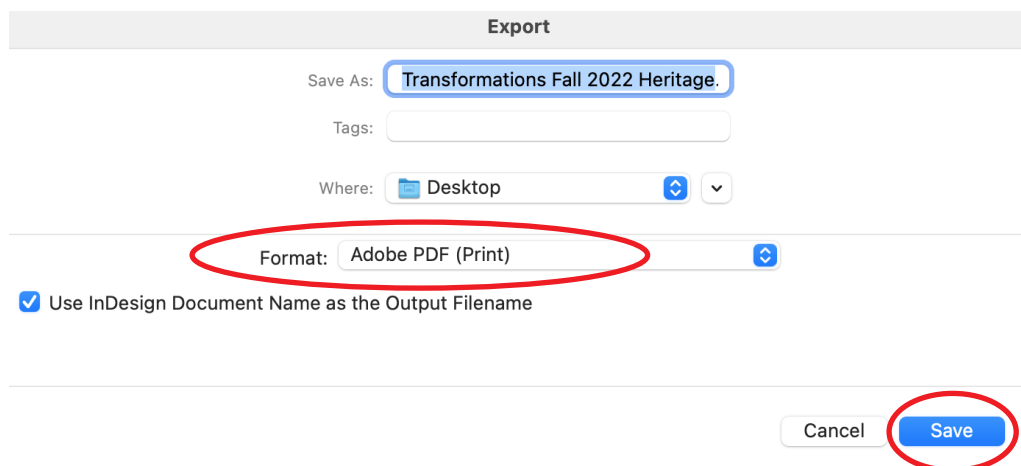 Export
Save As: Transformations Fall 2022 Heritage.
Tags:
Where: Desktop
Format: Adobe PDF (Print)
Use InDesign Document Name as the Output Filename
Cancel Save